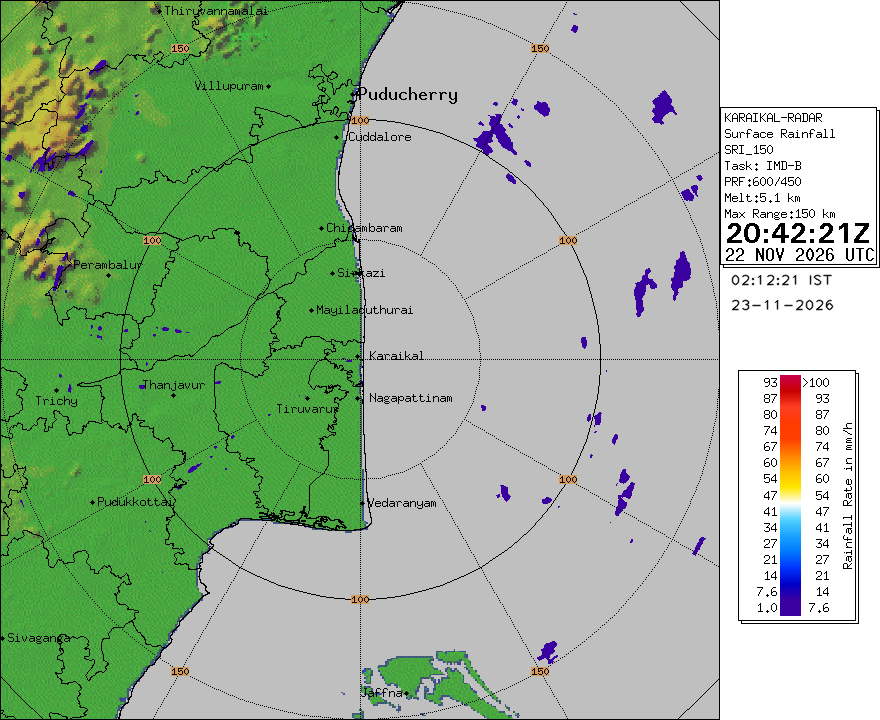 Thiruvannamalai
150
150
Villupuram
Puducherry
100
Cuddalore
KARAIKAL-RADAR
Surface Rainfall
SRI_150
Task: IMD-B
PRF:600/450
Melt:5.1 km
Max Range:150 km
20:42:21Z
22 NOV 2026 UTC
02:12:21 IST
23-11-2026
Chidambaram
100
100
Perambalur
Sirkazi
Mayiladuthurai
Karaikal
Thanjavur
Trichy
Tiruvarur
Nagapattinam
93 >100
87 93
80 87
74 80
67 74
60 67
54 60
47 54
41 47
34 41
27 34
21 27
14 21
7.6 14
1.0 7.6
Rainfall Rate in mm/h
100
100
Pudukkottai
Vedaranyam
100
Sivaganga
150
150
Jaffna